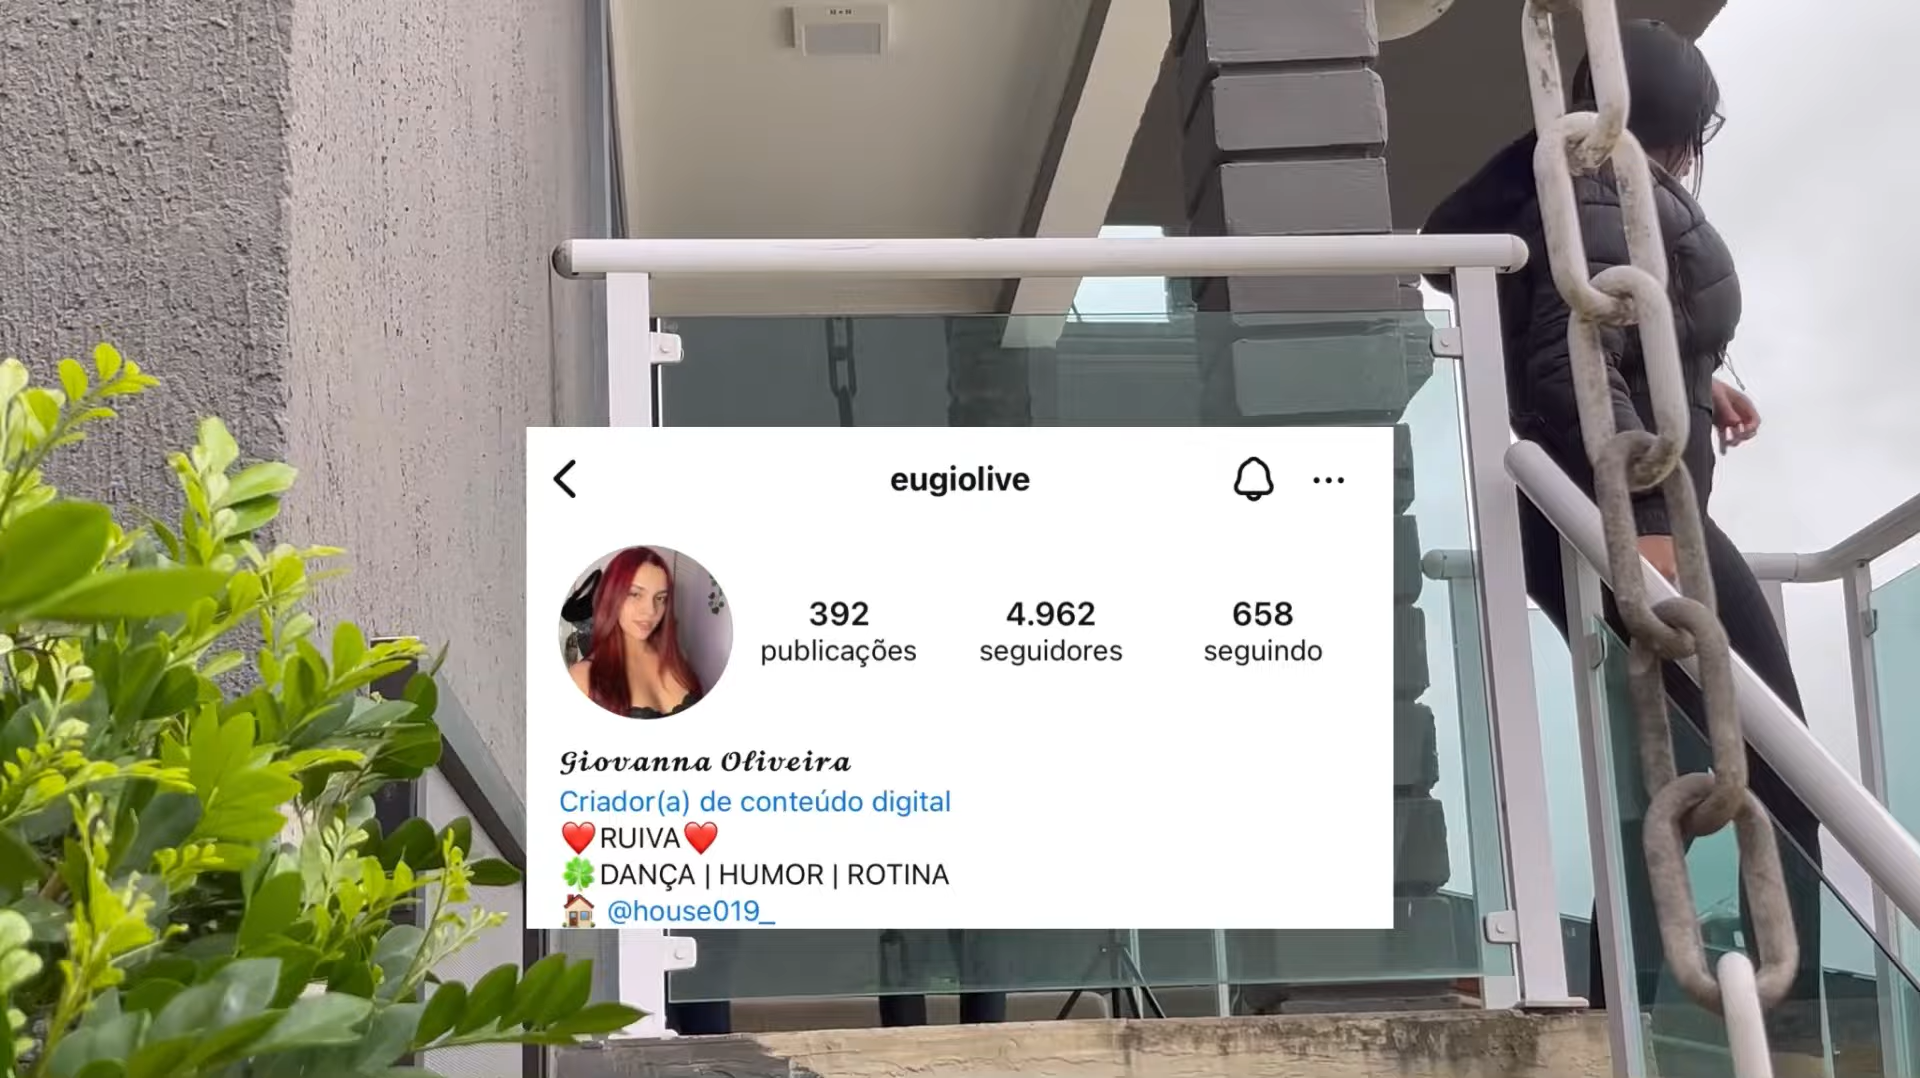 eugiolive
392 4.962 658
publicações seguidores seguindo
Giovanna Oliveira
Criador(a) de conteúdo digital
❤️RUIVA❤️
🍀DANÇA | HUMOR | ROTINA
🏠 @house019_